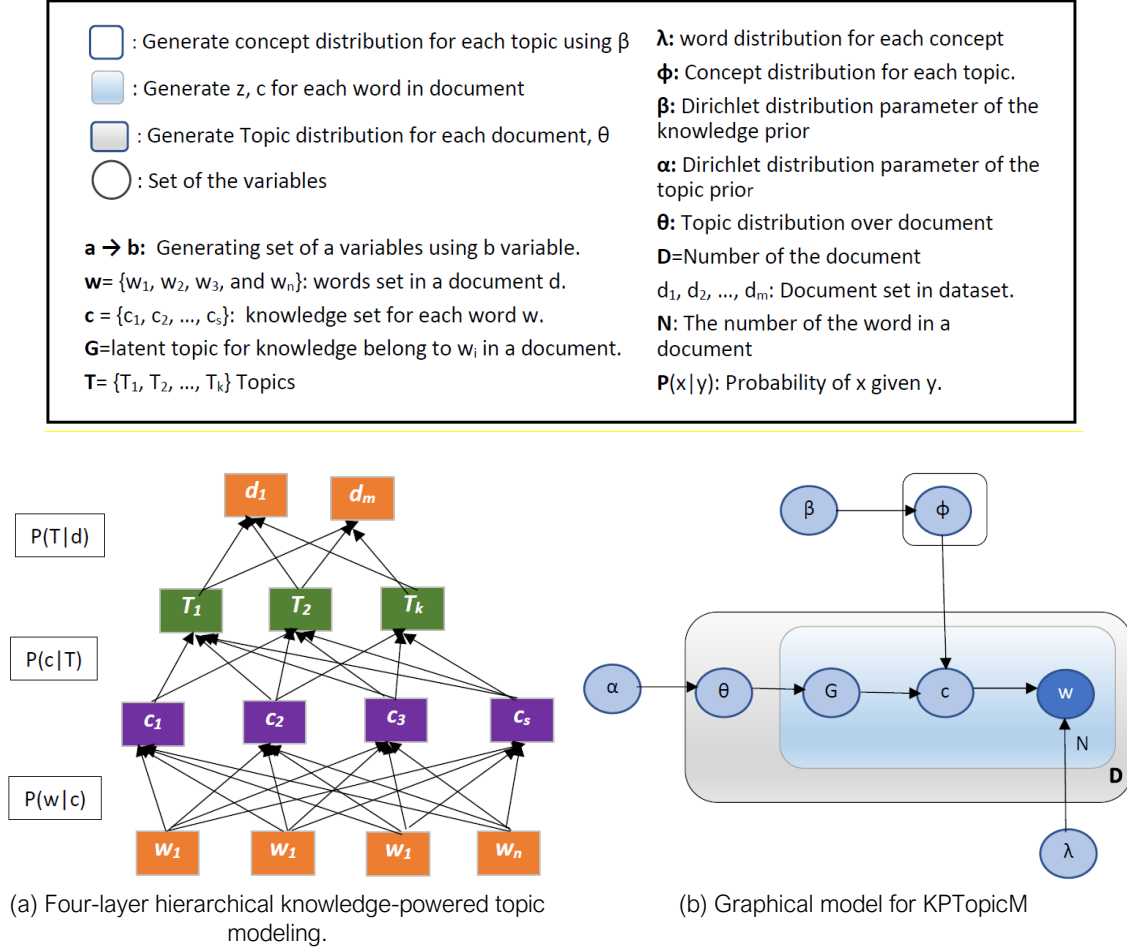 : Generate concept distribution for each topic using β
: Generate z, c for each word in document
: Generate Topic distribution for each document, θ
: Set of the variables
a → b: Generating set of a variables using b variable.
w= {w₁, w₂, w₃, and wₙ}: words set in a document d.
c = {c₁, c₂, ..., cₛ}: knowledge set for each word w.
G=latent topic for knowledge belong to wᵢ in a document.
T= {T₁, T₂, ..., Tₖ} Topics
λ: word distribution for each concept
ϕ: Concept distribution for each topic.
β: Dirichlet distribution parameter of the
knowledge prior
α: Dirichlet distribution parameter of the
topic prior
θ: Topic distribution over document
D=Number of the document
d₁, d₂, ..., dₘ: Document set in dataset.
N: The number of the word in a
document
P(x|y): Probability of x given y.
d₁ dₘ
P(T|d)
T₁ T₂ Tₖ
P(c|T)
c₁ c₂ c₃ cₛ
P(w|c)
w₁ w₁ w₁ wₙ
(a) Four-layer hierarchical knowledge-powered topic
modeling.
β ϕ
α θ G c w
N
D
λ
(b) Graphical model for KPTopicM